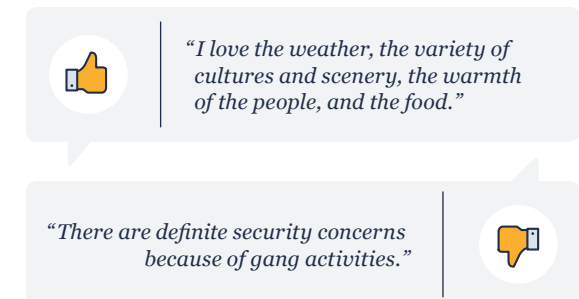 “I love the weather, the variety of
cultures and scenery, the warmth
of the people, and the food.”
“There are definite security concerns
because of gang activities.”